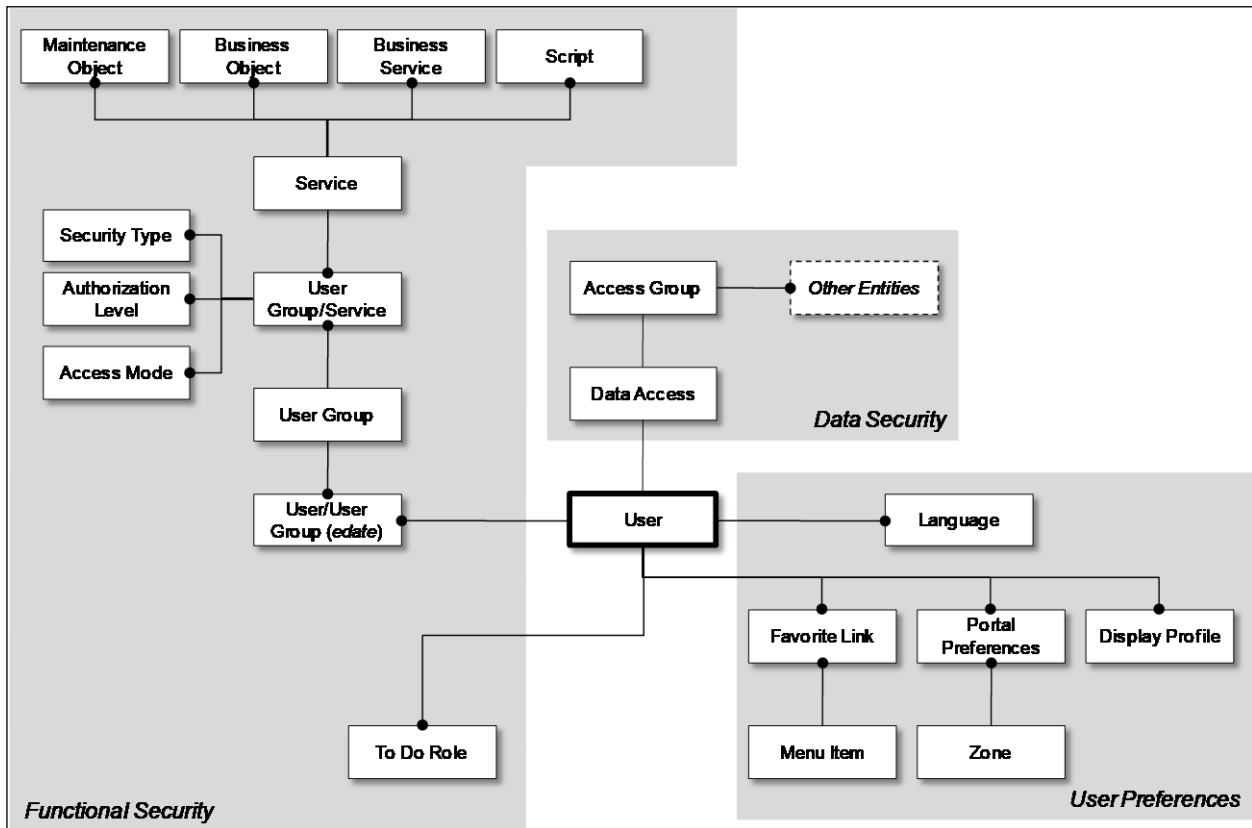 Maintenance
Object
Business
Object
Business
Service
Script
Service
Security Type
Authorization
Level
Access Mode
User
Group/Service
User Group
User/User
Group (edate)
To Do Role
Functional Security
Access Group
Other Entities
Data Access
Data Security
User
Language
Favorite Link
Portal
Preferences
Display Profile
Menu Item
Zone
User Preferences